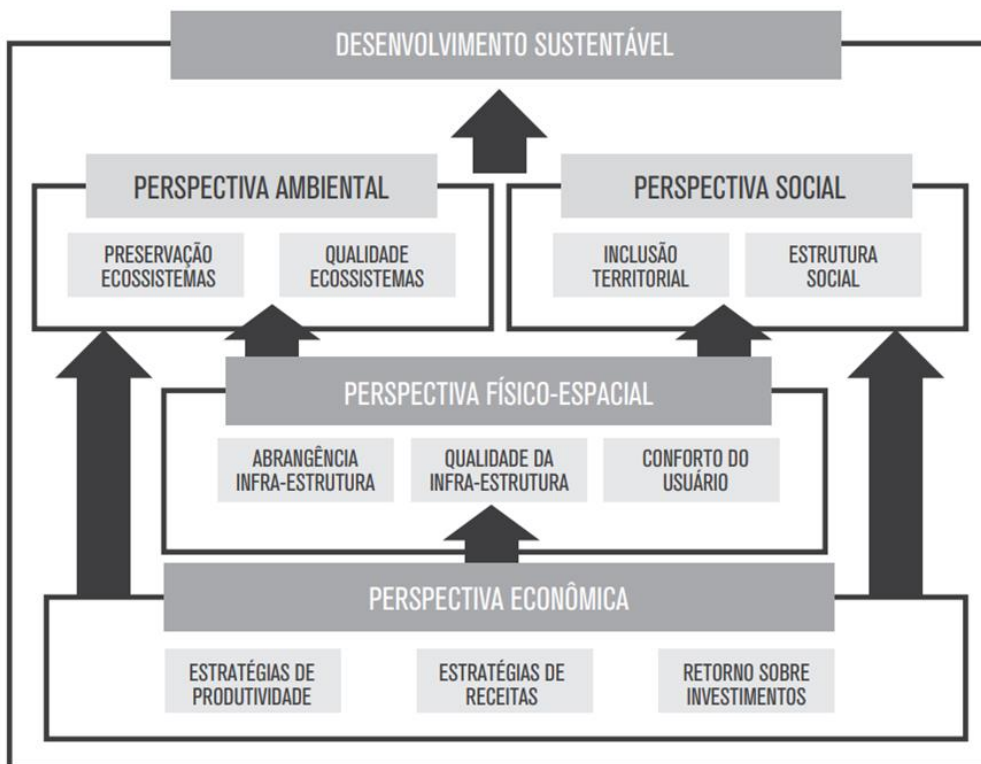 DESENVOLVIMENTO SUSTENTÁVEL
PERSPECTIVA AMBIENTAL
PRESERVAÇÃO
ECOSSISTEMAS
QUALIDADE
ECOSSISTEMAS
PERSPECTIVA SOCIAL
INCLUSÃO
TERRITORIAL
ESTRUTURA
SOCIAL
PERSPECTIVA FÍSICO-ESPACIAL
ABRANGÊNCIA
INFRA-ESTRUTURA
QUALIDADE DA
INFRA-ESTRUTURA
CONFORTO DO
USUÁRIO
PERSPECTIVA ECONÔMICA
ESTRATÉGIAS DE
PRODUTIVIDADE
ESTRATÉGIAS DE
RECEITAS
RETORNO SOBRE
INVESTIMENTOS